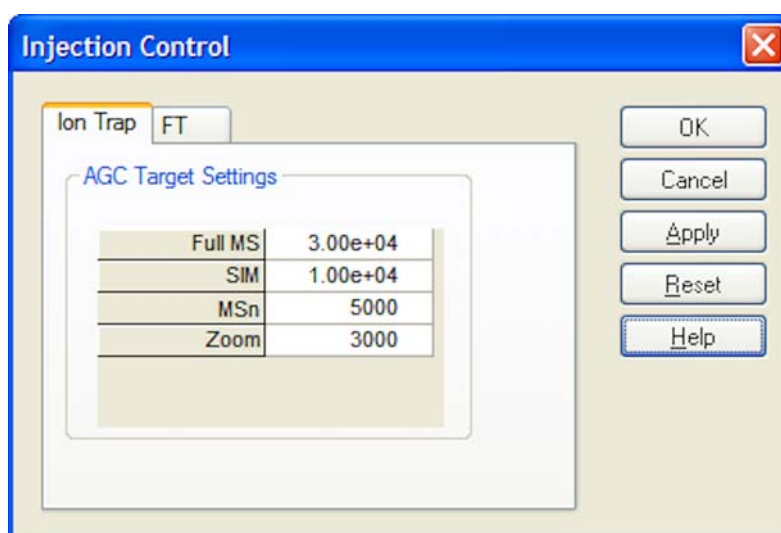 Injection Control
Ion Trap FT
AGC Target Settings
Full MS 3.00e+04
SIM 1.00e+04
MSn 5000
Zoom 3000
OK
Cancel
Apply
Reset
Help